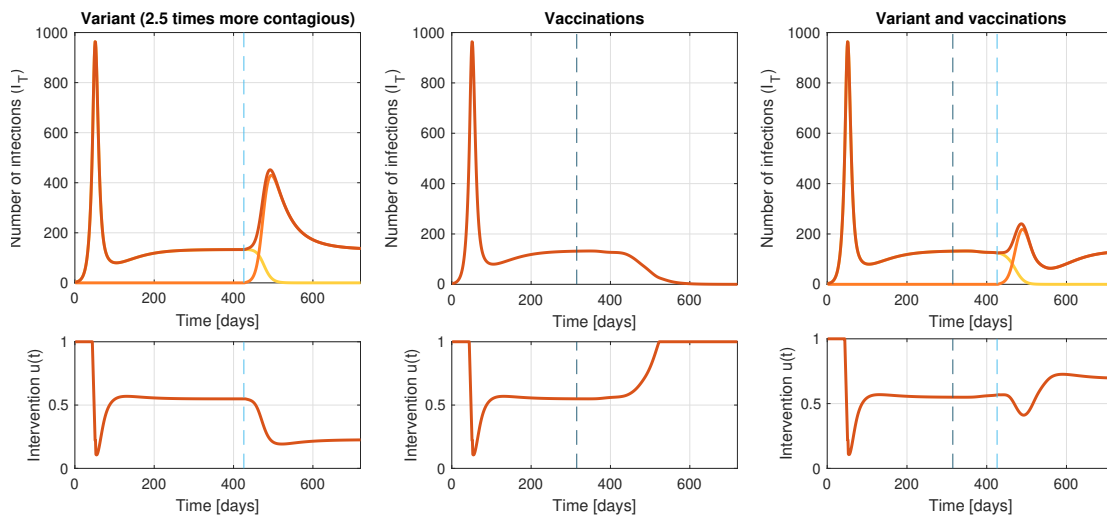 Variant (2.5 times more contagious)
Number of infections (I_T)
1000
800
600
400
200
0
0 200 400 600
Time [days]
Intervention u(t)
1
0.5
0
0 200 400 600
Time [days]
Vaccinations
Number of infections (I_T)
1000
800
600
400
200
0
0 200 400 600
Time [days]
Intervention u(t)
1
0.5
0
0 200 400 600
Time [days]
Variant and vaccinations
Number of infections (I_T)
1000
800
600
400
200
0
0 200 400 600
Time [days]
Intervention u(t)
1
0.5
0
0 200 400 600
Time [days]